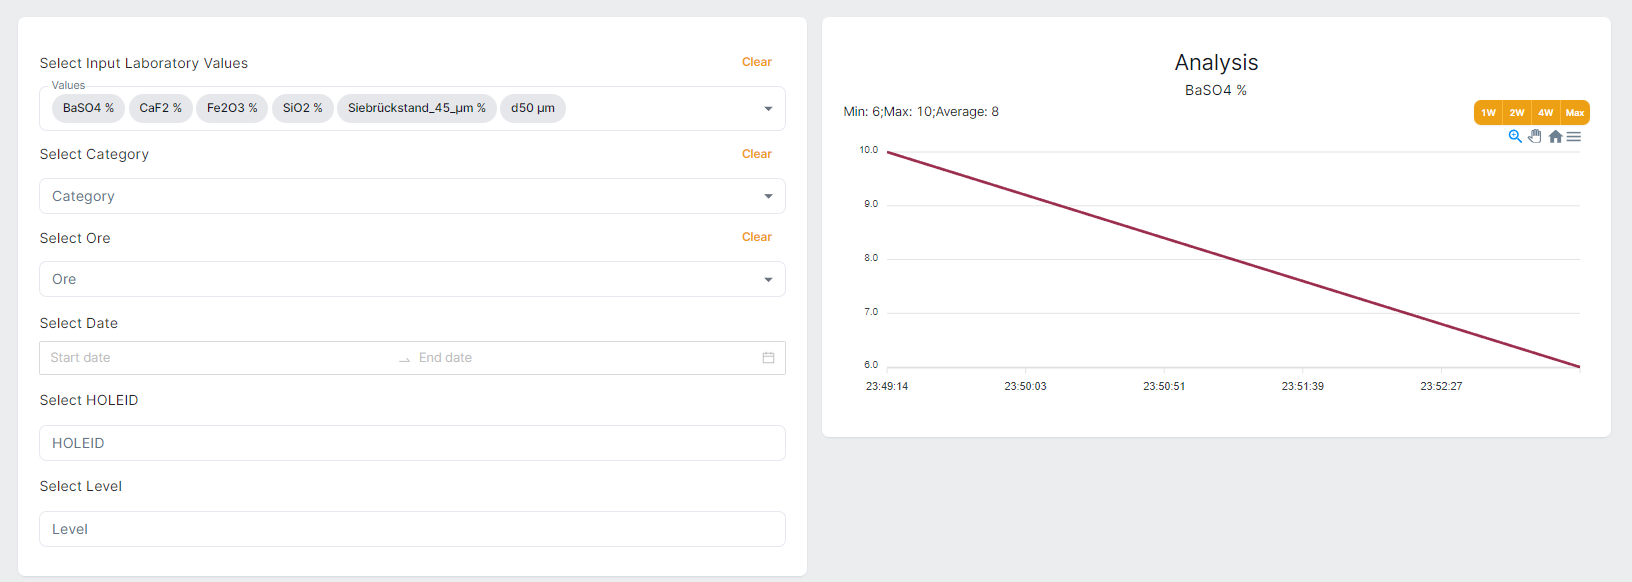 Select Input Laboratory Values Clear
Values
BaSO4 % CaF2 % Fe2O3 % SiO2 % Siebrückstand_45_µm % d50 µm
Select Category Clear
Category
Select Ore Clear
Ore
Select Date
Start date → End date
Select HOLEID
HOLEID
Select Level
Level
Analysis
BaSO4 %
Min: 6;Max: 10;Average: 8
1W 2W 4W Max
10.0
9.0
8.0
7.0
6.0
23:49:14 23:50:03 23:50:51 23:51:39 23:52:27